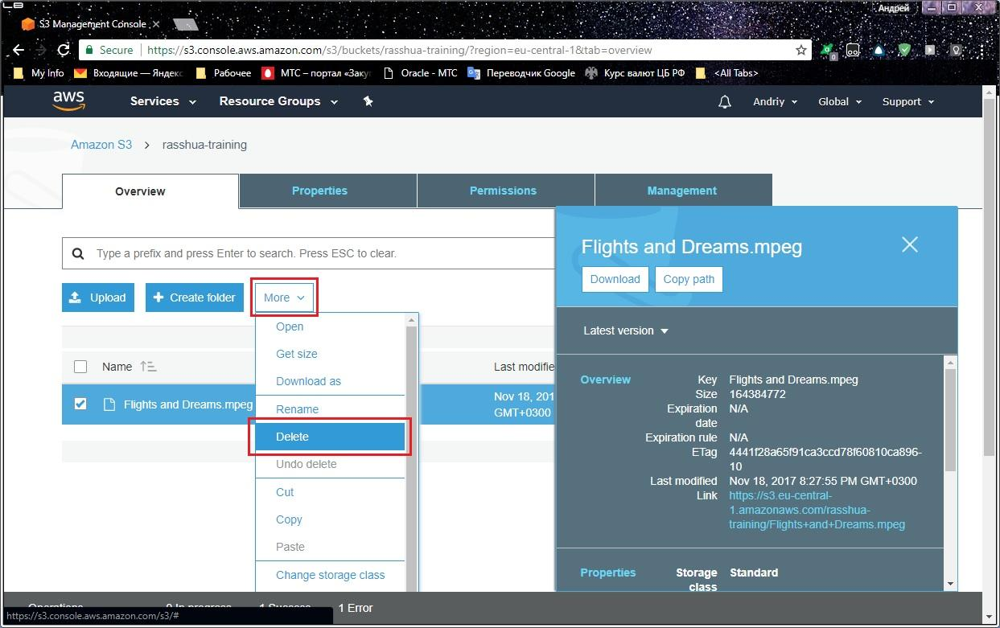 Андрей
S3 Management Console
Secure https://s3.console.aws.amazon.com/s3/buckets/rasshua-training/?region=eu-central-1&tab=overview
0
My Info Входящие — Яндекс Рабочее МТС – портал «Заку Oracle - МТС Переводчик Google Курс валют ЦБ РФ <All Tabs>
aws Services Resource Groups Andriy Global Support
Amazon S3 > rasshua-training
Overview Properties Permissions Management
Type a prefix and press Enter to search. Press ESC to clear.
Upload Create folder More
Open
Get size
Download as
Rename
Delete
Undo delete
Cut
Copy
Paste
Change storage class
Name Last modifie
Flights and Dreams.mpeg Nov 18, 201
GMT+0300
Flights and Dreams.mpeg
Download Copy path
Latest version
Overview
Key Flights and Dreams.mpeg
Size 164384772
Expiration date N/A
Expiration rule N/A
ETag 4441f28a65f91ca3ccd78f60810ca896-
10
Last modified Nov 18, 2017 8:27:55 PM GMT+0300
Link https://s3.eu-central-
1.amazonaws.com/rasshua-
training/Flights+and+Dreams.mpeg
Properties Storage class Standard
Operations 0 In progress 1 Success 1 Error
https://s3.console.aws.amazon.com/s3/#